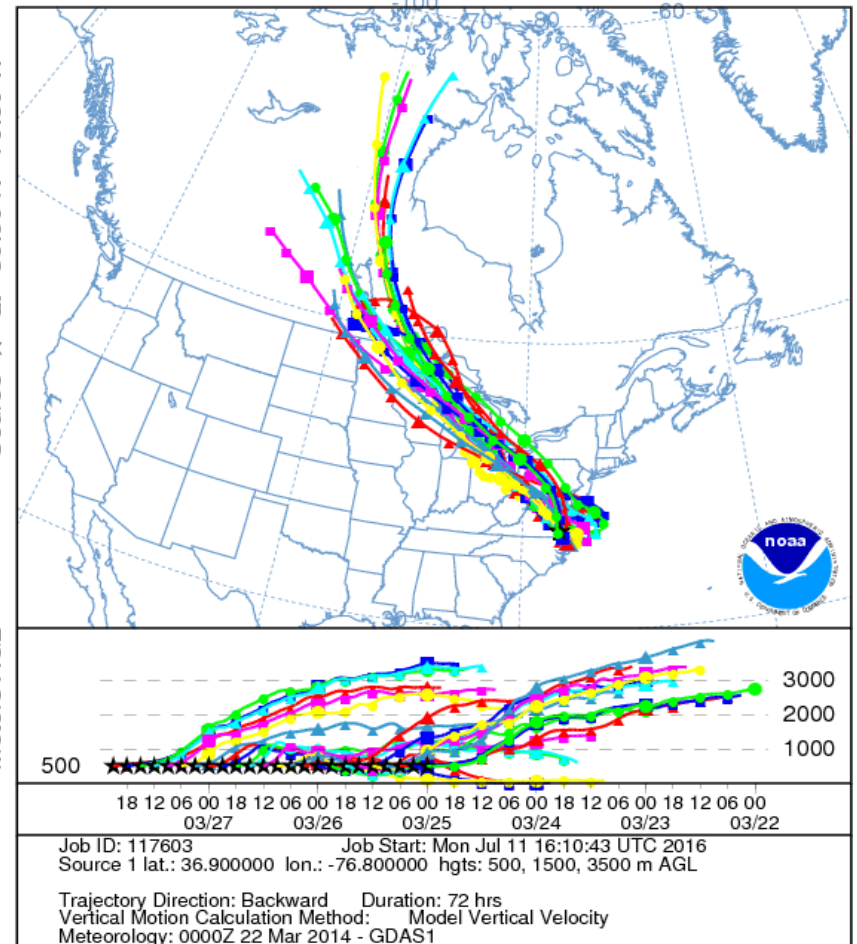 -100
-70
-80
-60
noaa
30
3000
2000
1000
500
18 12 06 00 18 12 06 00 18 12 06 00 18 12 06 00 18 12 06 00 18 12 06 00
03/27 03/26 03/25 03/24 03/23 03/22
Job ID: 117603 Job Start: Mon Jul 11 16:10:43 UTC 2016
Source 1 lat.: 36.900000 lon.: -76.800000 hgts: 500, 1500, 3500 m AGL
Trajectory Direction: Backward Duration: 72 hrs
Vertical Motion Calculation Method: Model Vertical Velocity
Meteorology: 0000Z 22 Mar 2014 - GDAS1